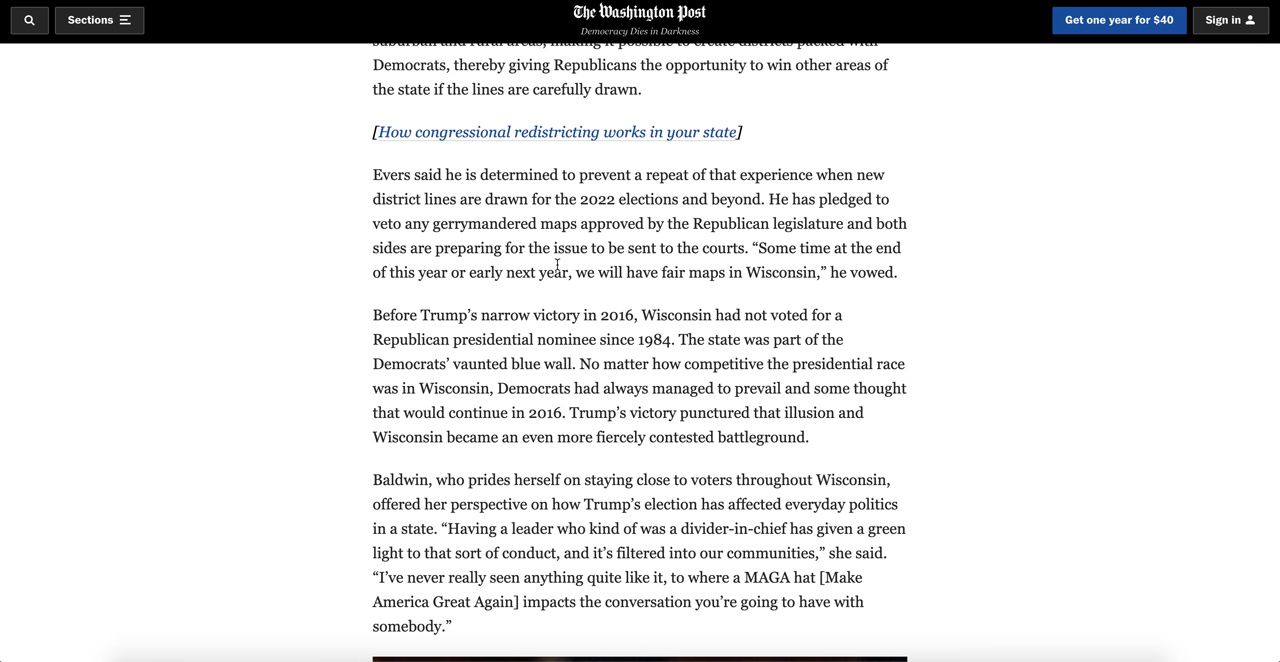 Sections
The Washington Post
Democracy Dies in Darkness
Get one year for $40
Sign in
suburban and rural areas, making it possible to create districts packed with
Democrats, thereby giving Republicans the opportunity to win other areas of
the state if the lines are carefully drawn.
[How congressional redistricting works in your state]
Evers said he is determined to prevent a repeat of that experience when new
district lines are drawn for the 2022 elections and beyond. He has pledged to
veto any gerrymandered maps approved by the Republican legislature and both
sides are preparing for the issue to be sent to the courts. “Some time at the end
of this year or early next year, we will have fair maps in Wisconsin,” he vowed.
Before Trump’s narrow victory in 2016, Wisconsin had not voted for a
Republican presidential nominee since 1984. The state was part of the
Democrats’ vaunted blue wall. No matter how competitive the presidential race
was in Wisconsin, Democrats had always managed to prevail and some thought
that would continue in 2016. Trump’s victory punctured that illusion and
Wisconsin became an even more fiercely contested battleground.
Baldwin, who prides herself on staying close to voters throughout Wisconsin,
offered her perspective on how Trump’s election has affected everyday politics
in a state. “Having a leader who kind of was a divider-in-chief has given a green
light to that sort of conduct, and it’s filtered into our communities,” she said.
“I’ve never really seen anything quite like it, to where a MAGA hat [Make
America Great Again] impacts the conversation you’re going to have with
somebody.”